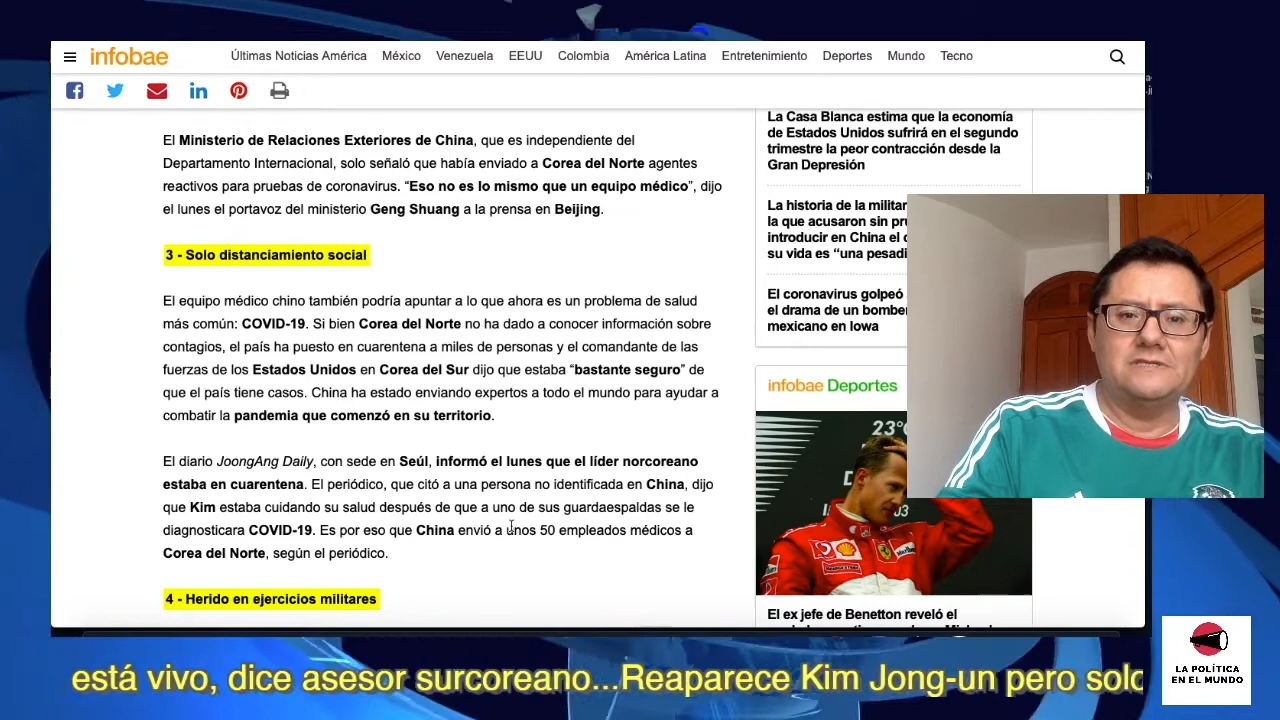 infobae
Últimas Noticias América México Venezuela EEUU Colombia América Latina Entretenimiento Deportes Mundo Tecno
El Ministerio de Relaciones Exteriores de China, que es independiente del
Departamento Internacional, solo señaló que había enviado a Corea del Norte agentes
reactivos para pruebas de coronavirus. “Eso no es lo mismo que un equipo médico”, dijo
el lunes el portavoz del ministerio Geng Shuang a la prensa en Beijing.
3 - Solo distanciamiento social
El equipo médico chino también podría apuntar a lo que ahora es un problema de salud
más común: COVID-19. Si bien Corea del Norte no ha dado a conocer información sobre
contagios, el país ha puesto en cuarentena a miles de personas y el comandante de las
fuerzas de los Estados Unidos en Corea del Sur dijo que estaba “bastante seguro” de
que el país tiene casos. China ha estado enviando expertos a todo el mundo para ayudar a
combatir la pandemia que comenzó en su territorio.
El diario JoongAng Daily, con sede en Seúl, informó el lunes que el líder norcoreano
estaba en cuarentena. El periódico, que citó a una persona no identificada en China, dijo
que Kim estaba cuidando su salud después de que a uno de sus guardaespaldas se le
diagnosticara COVID-19. Es por eso que China envió a unos 50 empleados médicos a
Corea del Norte, según el periódico.
4 - Herido en ejercicios militares
La Casa Blanca estima que la economía
de Estados Unidos sufrirá en el segundo
trimestre la peor contracción desde la
Gran Depresión
La historia de la
la que acusaron sin
introducir en China el
su vida es “una
El coronavirus golpeó
el drama de un
mexicano en Iowa
infobae Deportes
23°
El ex jefe de Benetton reveló el
está vivo, dice asesor surcoreano...Reaparece Kim Jong-un pero solo
LA POLÍTICA
EN EL MUNDO